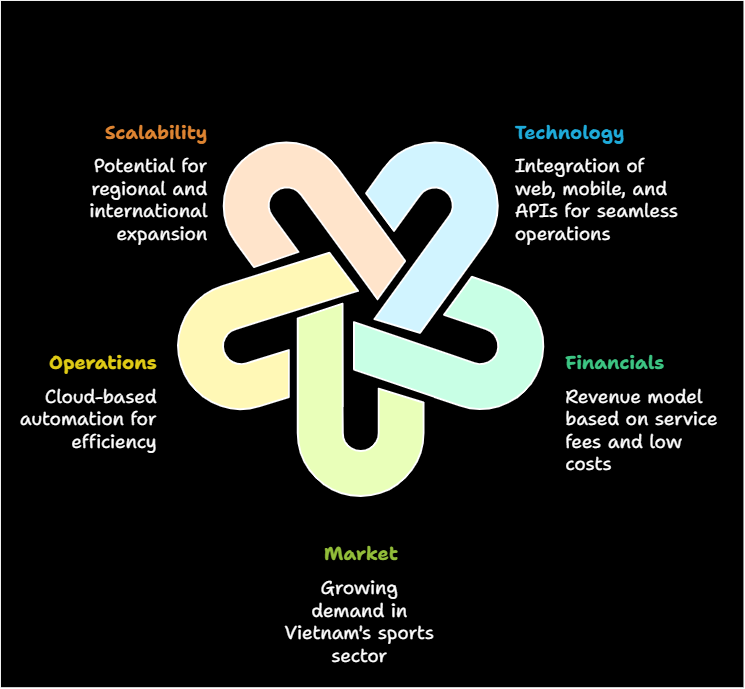 Scalability
Potential for
regional and
international
expansion
Technology
Integration of
web, mobile, and
APIs for seamless
operations
Operations
Cloud-based
automation for
efficiency
Financials
Revenue model
based on service
fees and low
costs
Market
Growing
demand in
Vietnam's sports
sector